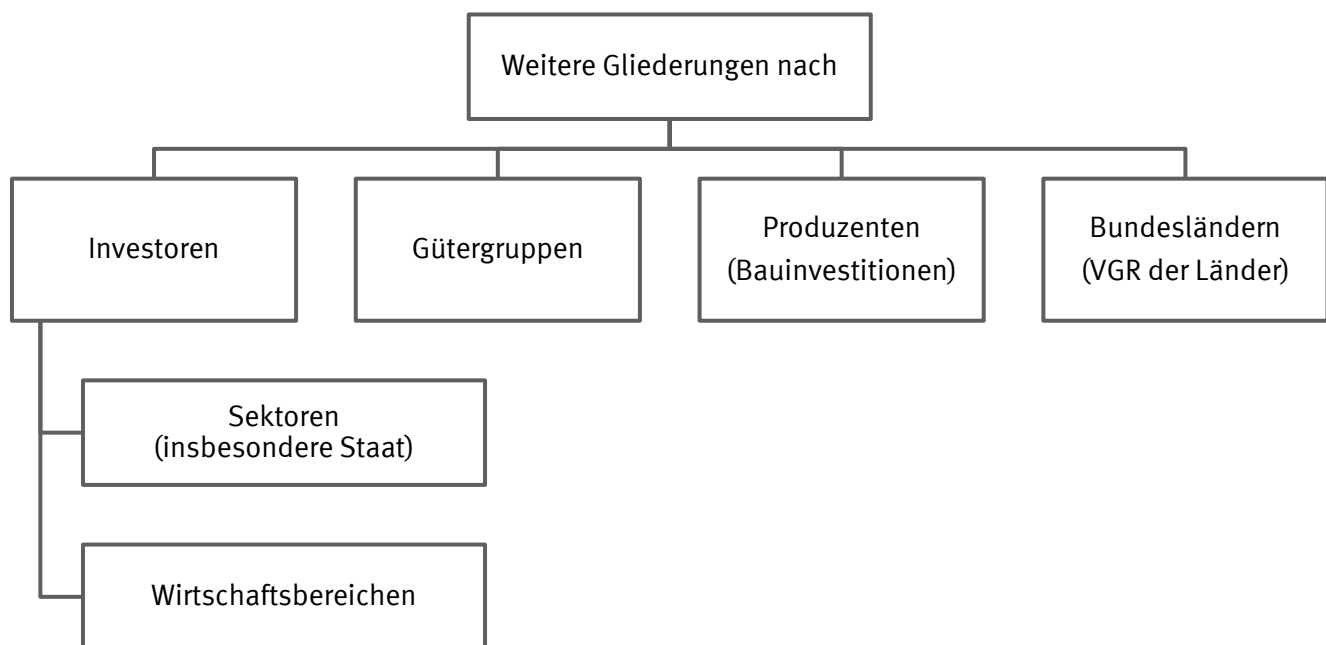 Weitere Gliederungen nach
Investoren
Gütergruppen
Produzenten
(Bauinvestitionen)
Bundesländern
(VGR der Länder)
Sektoren
(insbesondere Staat)
Wirtschaftsbereichen